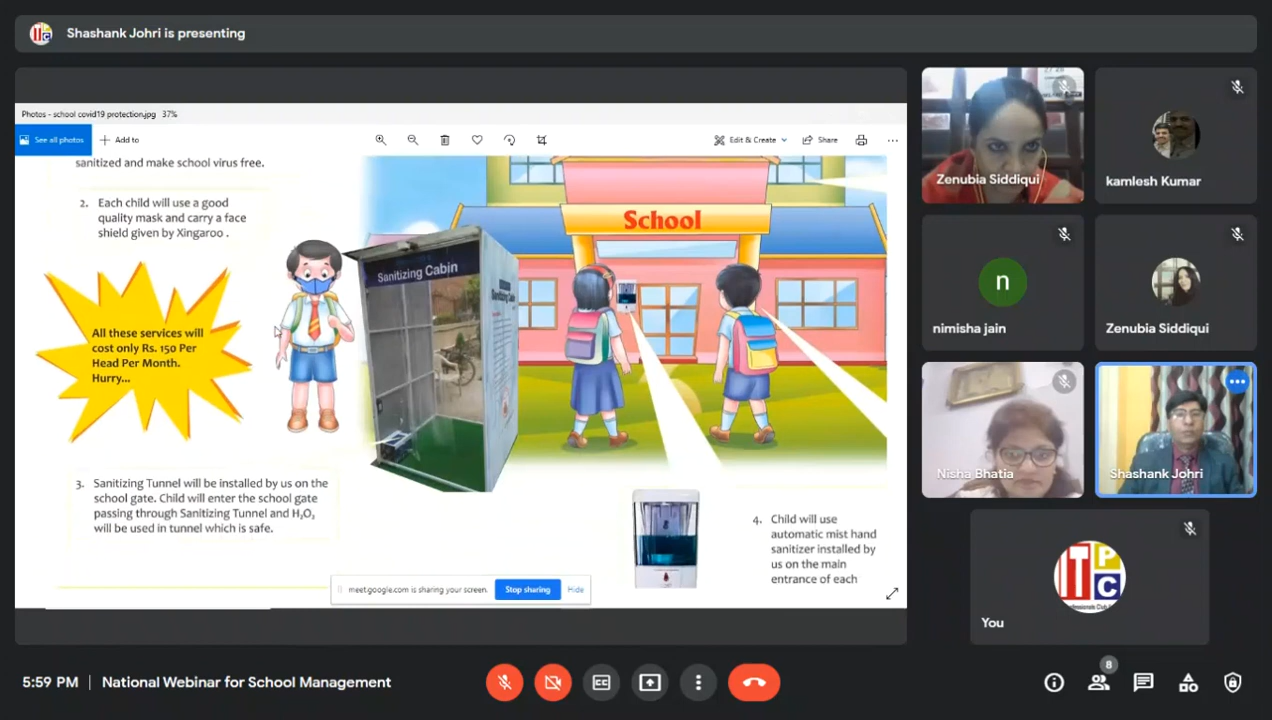 Shashank Johri is presenting
Photos - school covid19 protection.jpg 37%
See all photos
Add to
Edit & Create
Share
sanitized and make school virus free.
2. Each child will use a good
quality mask and carry a face
shield given by Xingaroo .
School
Sanitizing Cabin
Sanitizing Cabin
All these services will
cost only Rs. 150 Per
Head Per Month.
Hurry...
3. Sanitizing Tunnel will be installed by us on the
school gate. Child will enter the school gate
passing through Sanitizing Tunnel and H₂O₃
will be used in tunnel which is safe.
4. Child will use
automatic mist hand
sanitizer installed by
us on the main
entrance of each
meet.google.com is sharing your screen.
Stop sharing
Hide
Zenubia Siddiqui
kamlesh Kumar
n
nimisha jain
Zenubia Siddiqui
Nisha Bhatia
Shashank Johri
ITPC
You
5:59 PM
National Webinar for School Management
CC
8